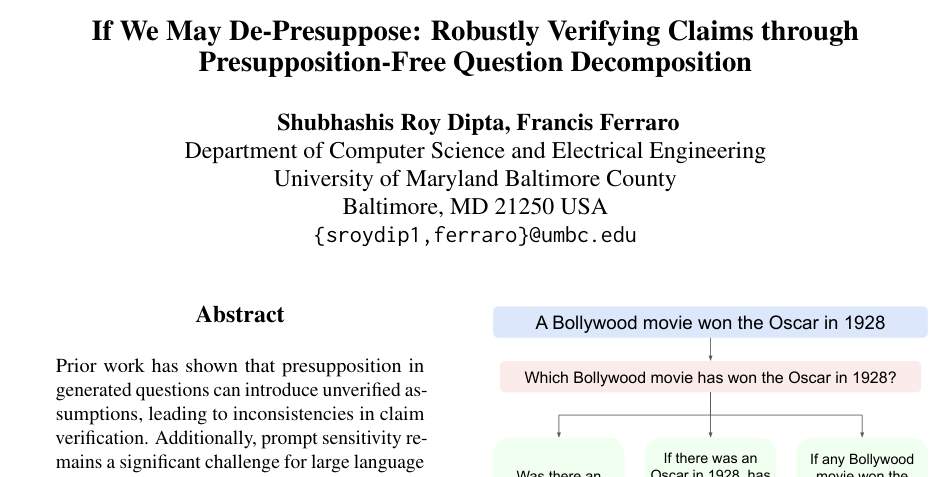 If We May De-Presuppose: Robustly Verifying Claims through
Presupposition-Free Question Decomposition
Shubhashis Roy Dipta, Francis Ferraro
Department of Computer Science and Electrical Engineering
University of Maryland Baltimore County
Baltimore, MD 21250 USA
{sroydip1,ferraro}@umbc.edu
Abstract
Prior work has shown that presupposition in
generated questions can introduce unverified as-
sumptions, leading to inconsistencies in claim
verification. Additionally, prompt sensitivity re-
mains a significant challenge for large language
A Bollywood movie won the Oscar in 1928
Which Bollywood movie has won the Oscar in 1928?
Was there an
If there was an
Oscar in 1928, has
If any Bollywood
movie won the